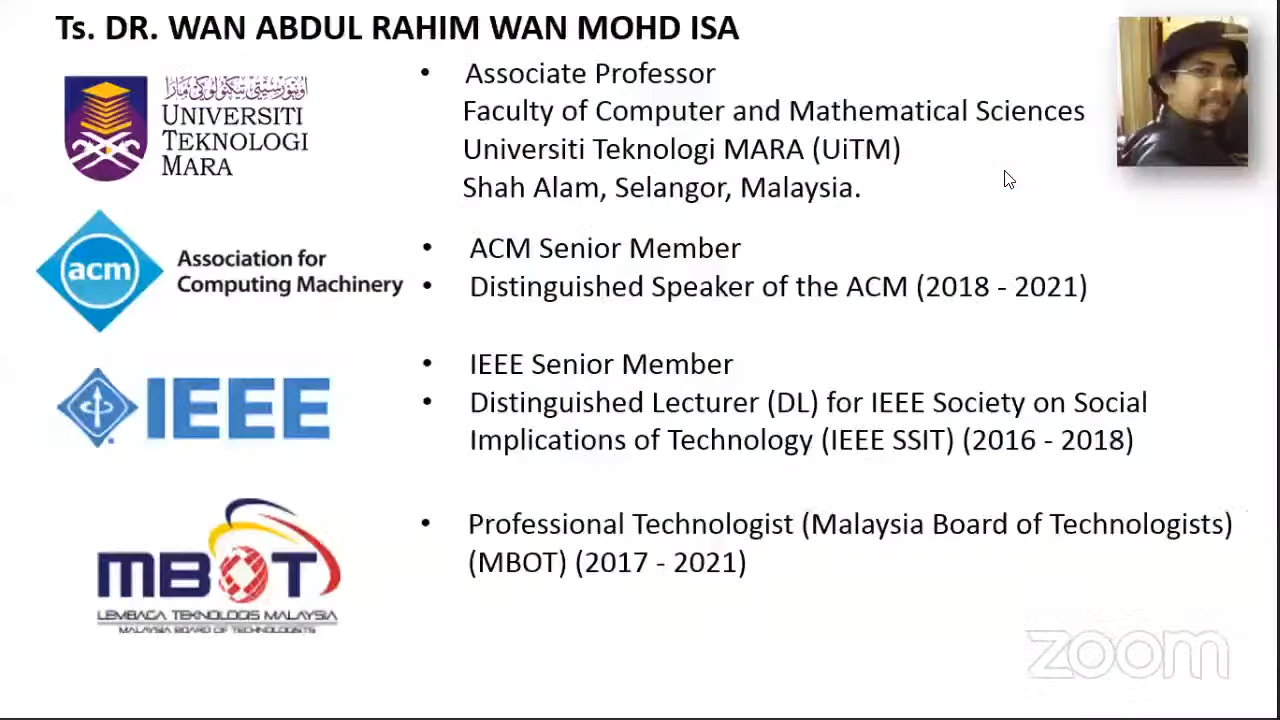 Ts. DR. WAN ABDUL RAHIM WAN MOHD ISA
UNIVERSITI
TEKNOLOGI
MARA
• Associate Professor
Faculty of Computer and Mathematical Sciences
Universiti Teknologi MARA (UiTM)
Shah Alam, Selangor, Malaysia.
acm
Association for
Computing Machinery
• ACM Senior Member
• Distinguished Speaker of the ACM (2018 - 2021)
IEEE
• IEEE Senior Member
• Distinguished Lecturer (DL) for IEEE Society on Social
Implications of Technology (IEEE SSIT) (2016 - 2018)
MBOT
LEMBAGA TEKNOLOGIS MALAYSIA
MALAYSIA BOARD OF TECHNOLOGISTS
• Professional Technologist (Malaysia Board of Technologists)
(MBOT) (2017 - 2021)
zoom